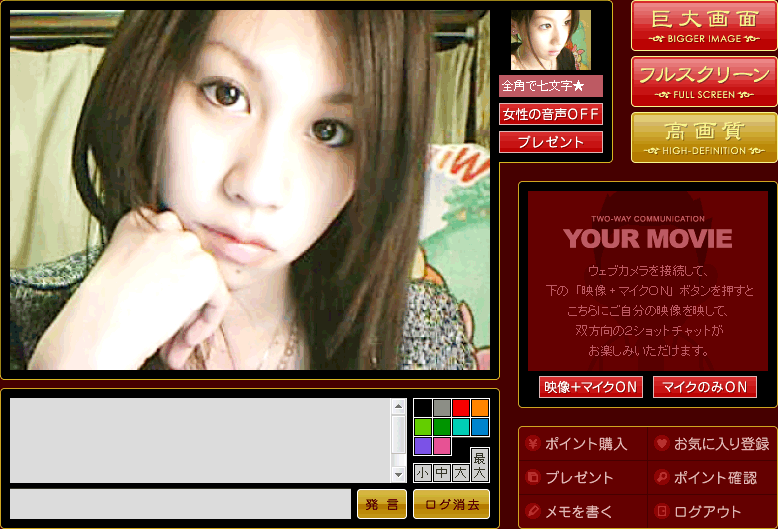 全角で七文字★
女性の音声OFF
プレゼント
巨大画面
BIGGER IMAGE
フルスクリーン
FULL SCREEN
高画質
HIGH-DEFINITION
TWO-WAY COMMUNICATION
YOUR MOVIE
ウェブカメラを接続して、
下の「映像+マイクON」ボタンを押すと
こちらにご自分の映像を映して、
双方向の2ショットチャットが
お楽しみいただけます。
映像+マイクON
マイクのみON
小
中
大
最大
発言
ログ消去
ポイント購入
お気に入り登録
プレゼント
ポイント確認
メモを書く
ログアウト